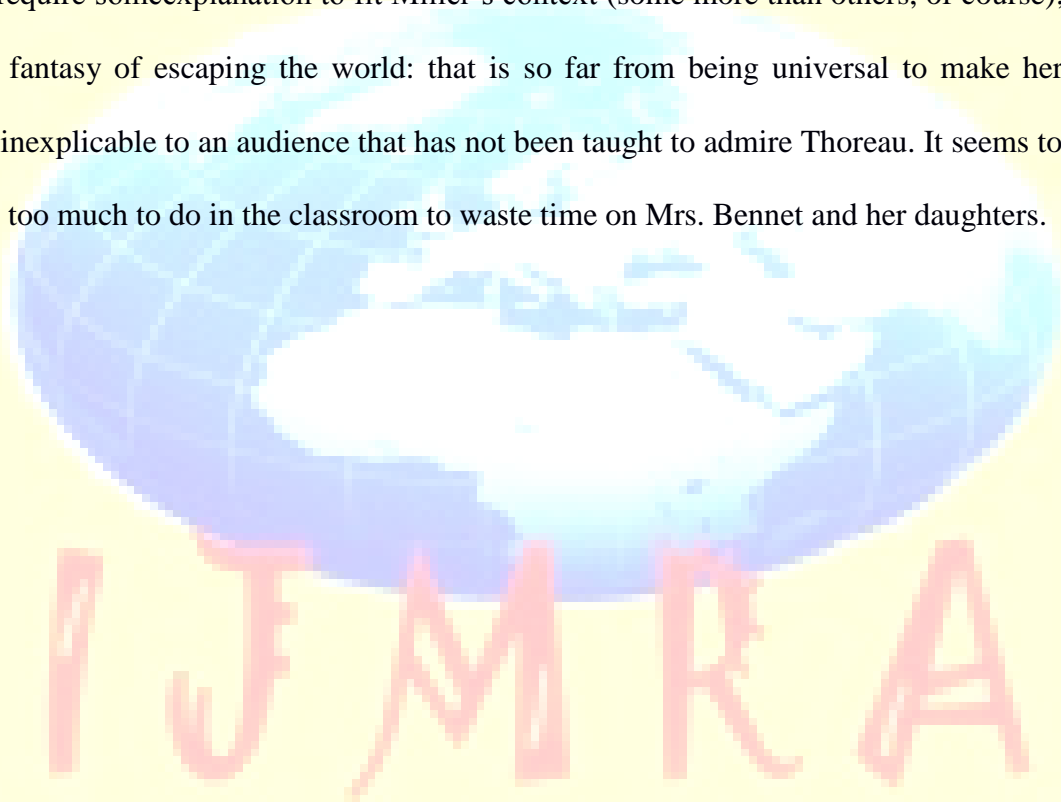 require someexplanation to fit Miller's context (some more than others, of course),
fantasy of escaping the world: that is so far from being universal to make her
inexplicable to an audience that has not been taught to admire Thoreau. It seems to
too much to do in the classroom to waste time on Mrs. Bennet and her daughters.
IJMRA